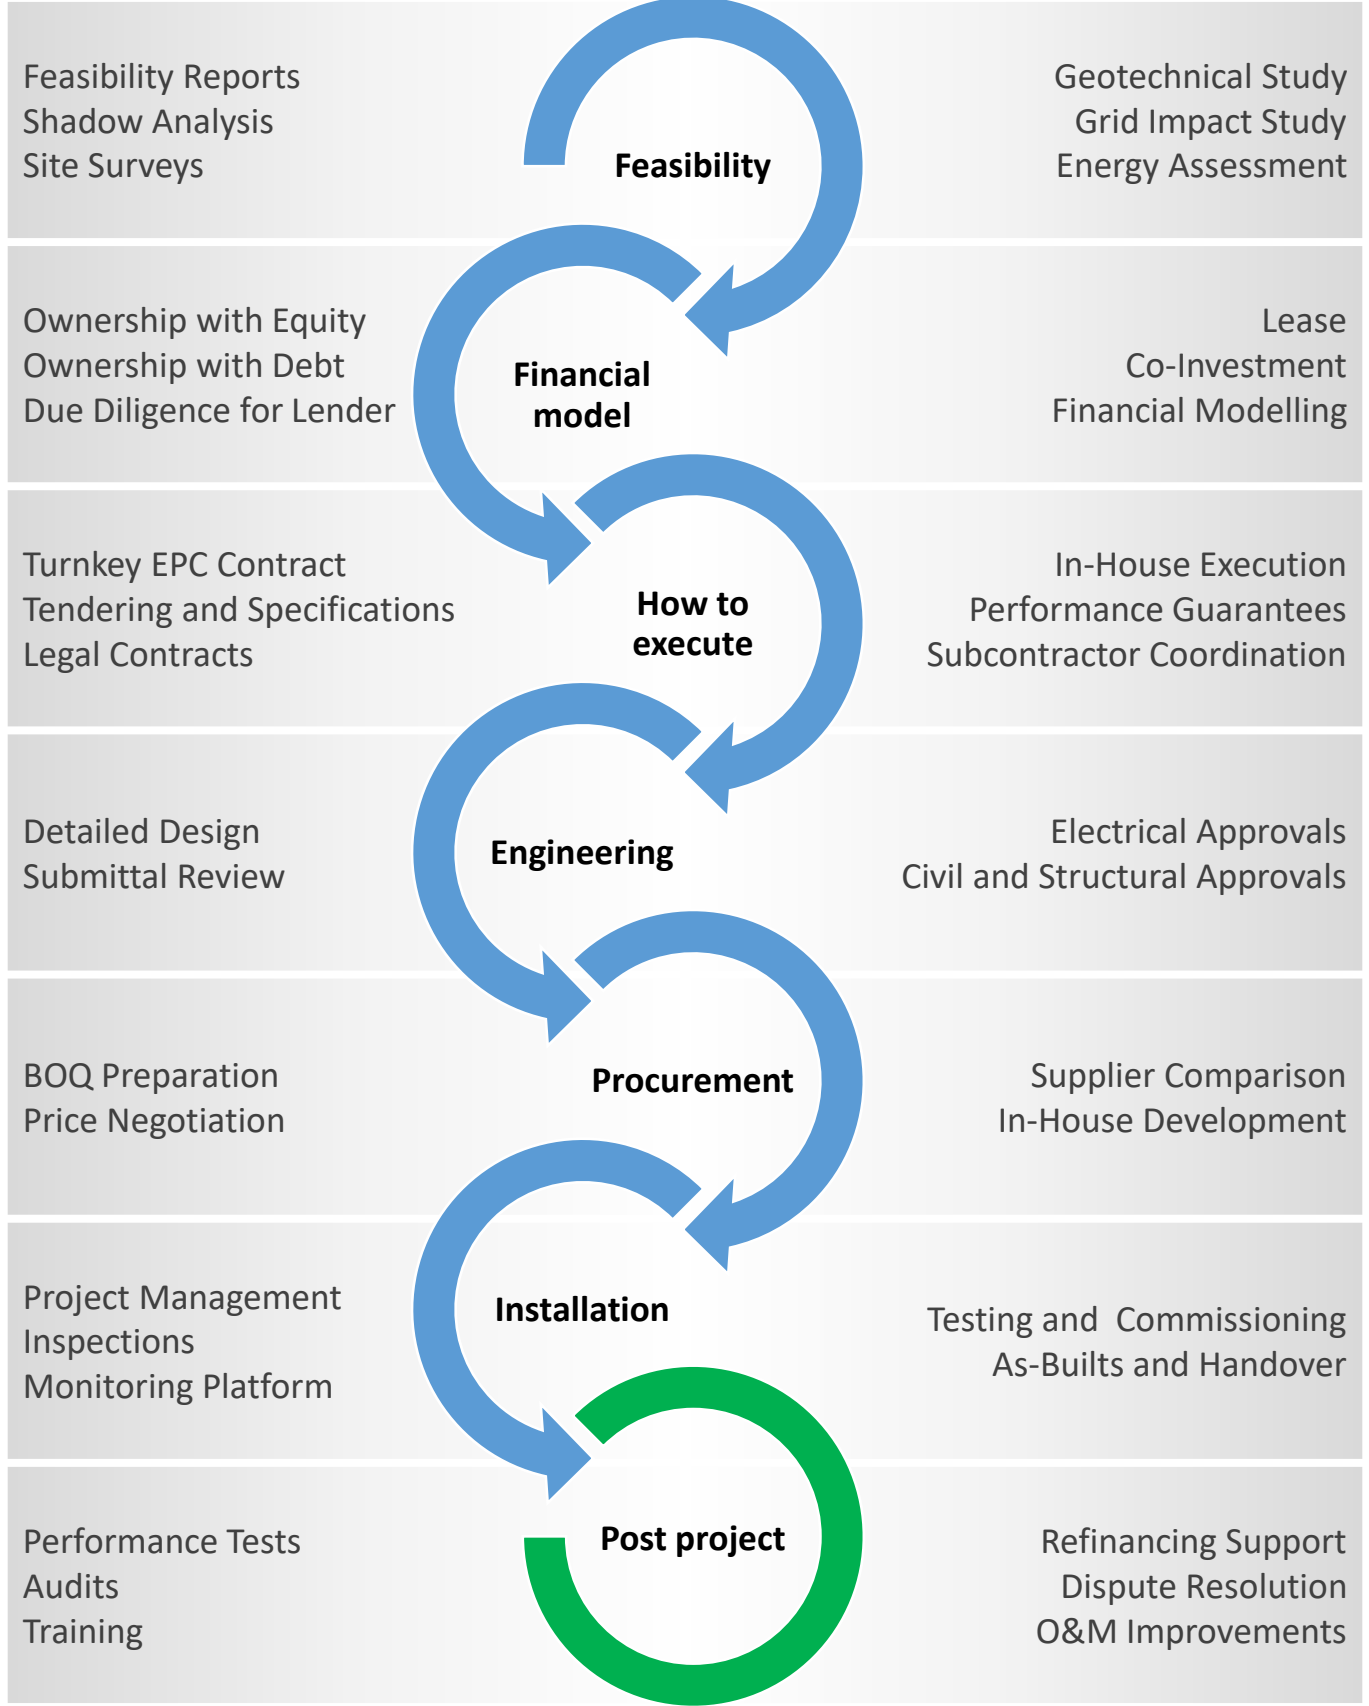 Feasibility Reports
Shadow Analysis
Site Surveys
Feasibility
Geotechnical Study
Grid Impact Study
Energy Assessment
Ownership with Equity
Ownership with Debt
Due Diligence for Lender
Financial
model
Lease
Co-Investment
Financial Modelling
Turnkey EPC Contract
Tendering and Specifications
Legal Contracts
How to
execute
In-House Execution
Performance Guarantees
Subcontractor Coordination
Detailed Design
Submittal Review
Engineering
Electrical Approvals
Civil and Structural Approvals
BOQ Preparation
Price Negotiation
Procurement
Supplier Comparison
In-House Development
Project Management
Inspections
Monitoring Platform
Installation
Testing and  Commissioning
As-Builts and Handover
Performance Tests
Audits
Training
Post project
Refinancing Support
Dispute Resolution
O&M Improvements